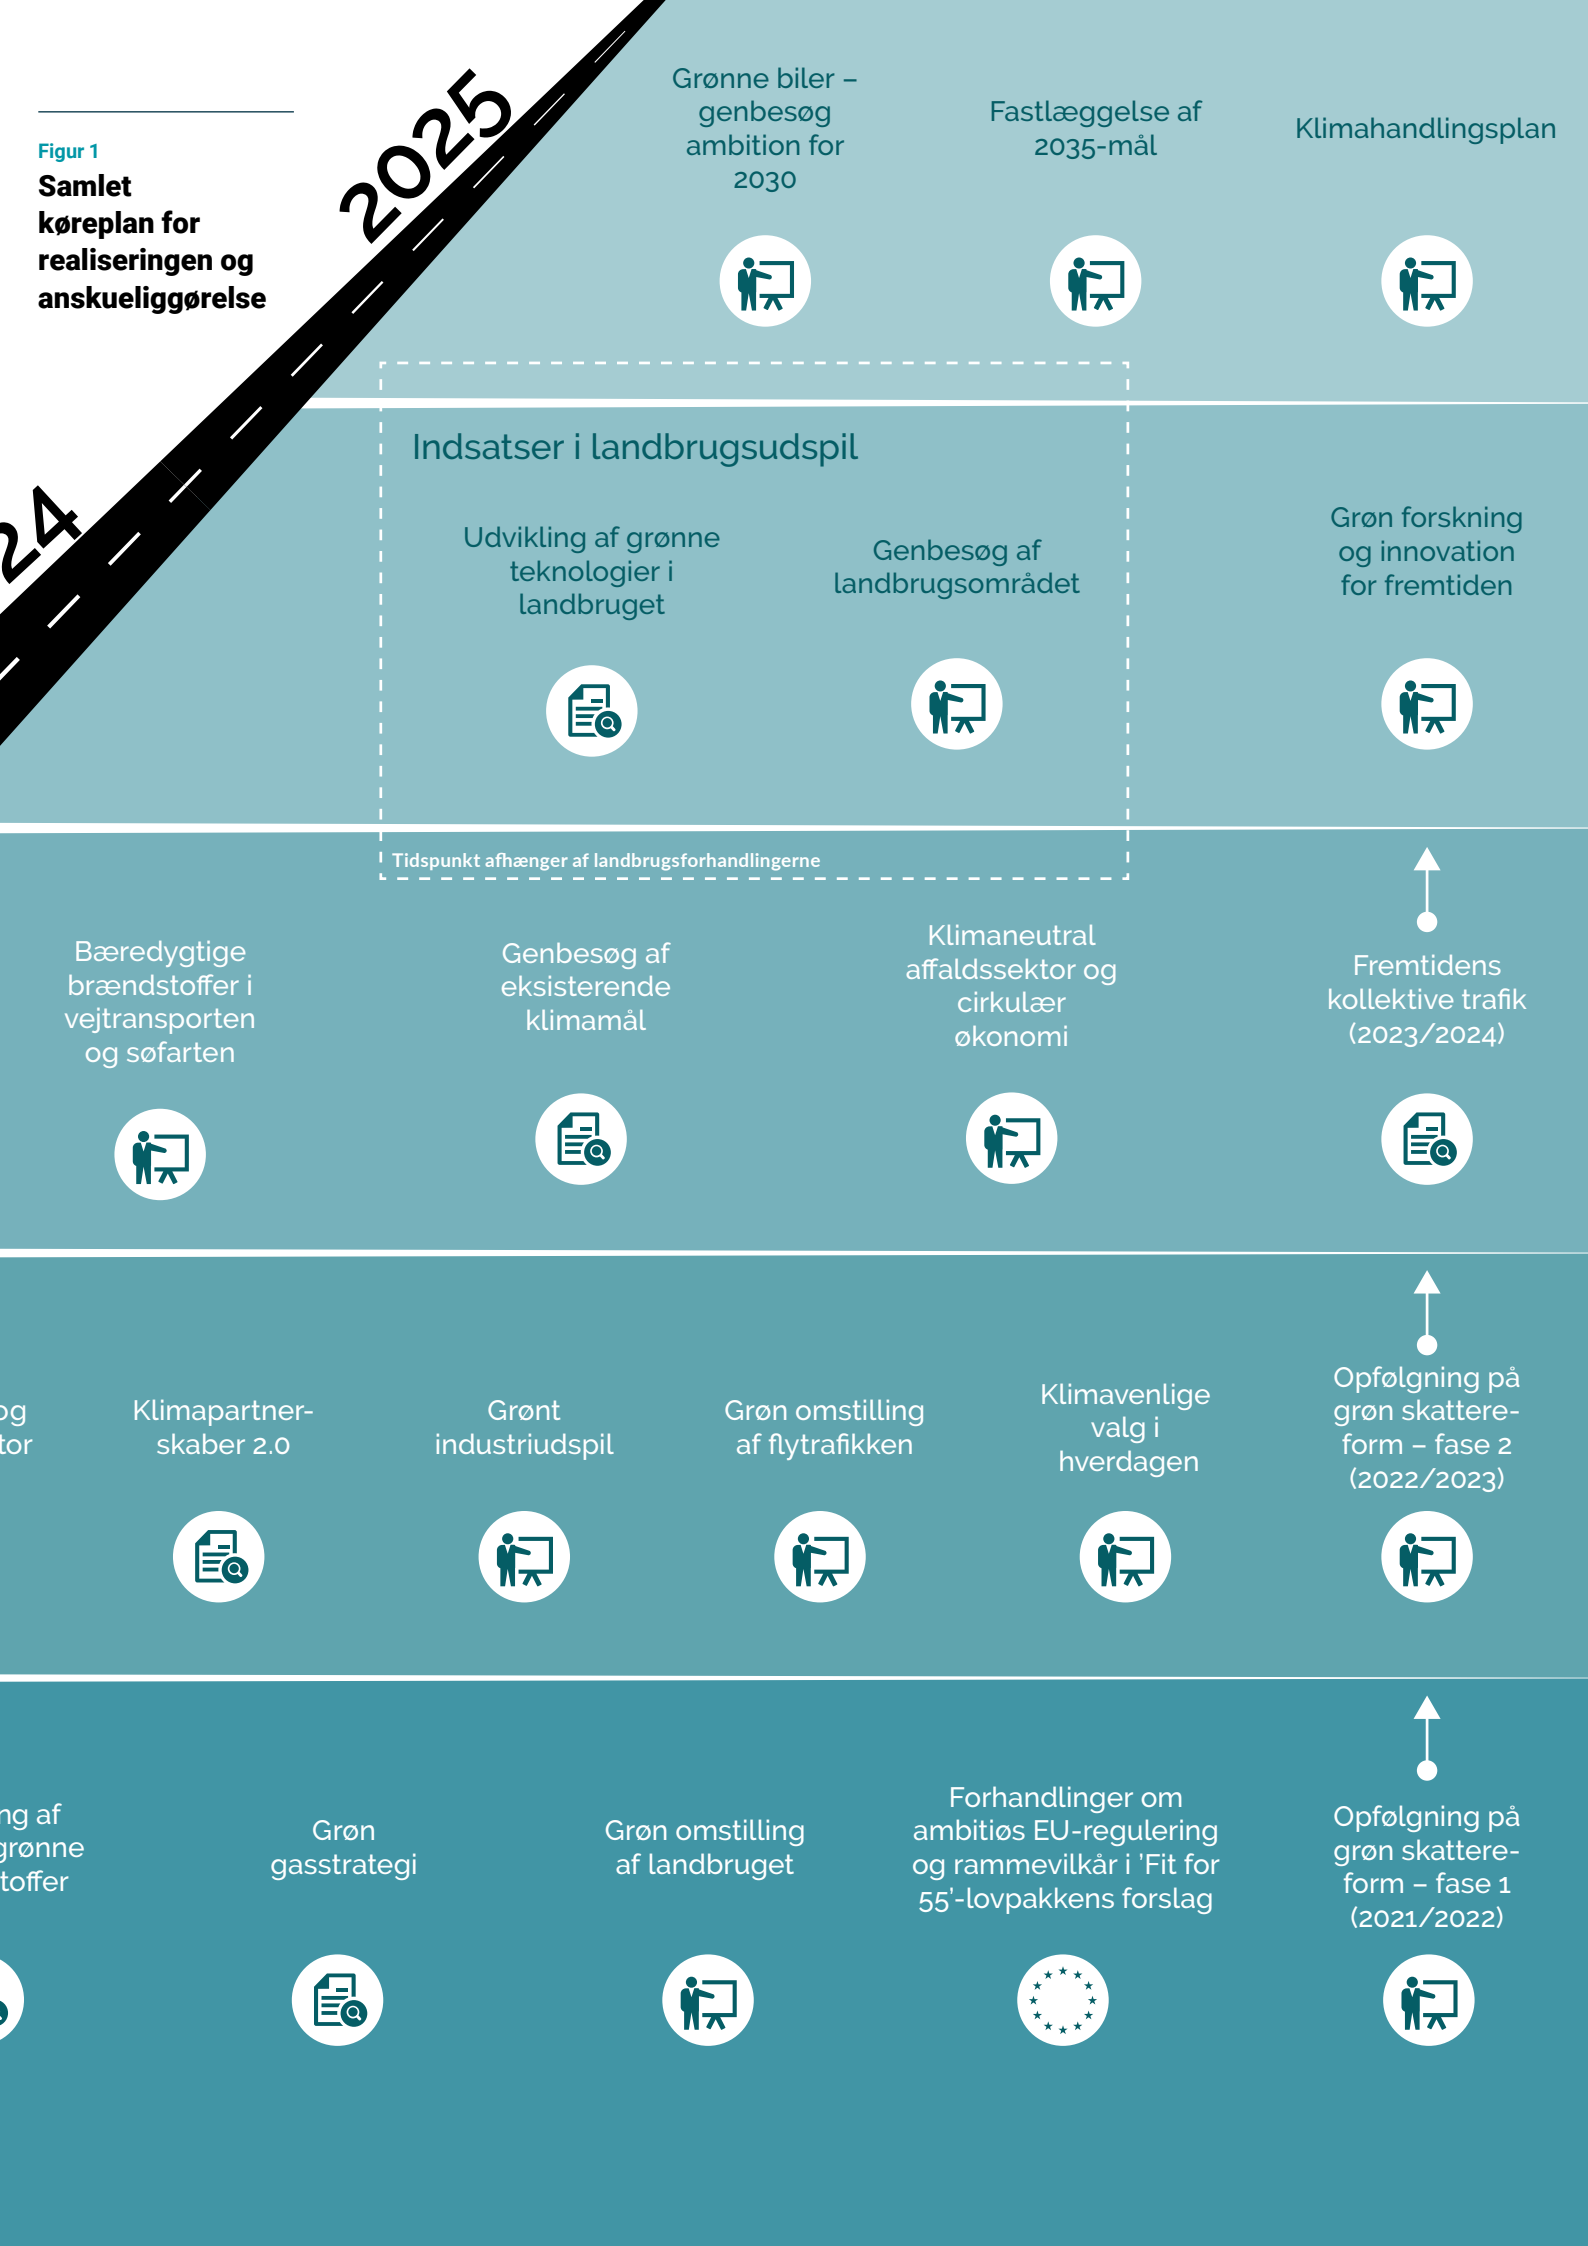 Figur 1
Samlet
køreplan for
realiseringen og
anskueliggørelse
2025
Grønne biler –
genbesøg
ambition for
2030
Fastlæggelse af
2035-mål
Klimahandlingsplan
24
Indsatser i landbrugsudspil
Udvikling af grønne
teknologier i
landbruget
Genbesøg af
landbrugsområdet
Grøn forskning
og innovation
for fremtiden
Tidspunkt afhænger af landbrugsforhandlingerne
Bæredygtige
brændstoffer i
vejtransporten
og søfarten
Genbesøg af
eksisterende
klimamål
Klimaneutral
affaldssektor og
cirkulær
økonomi
Fremtidens
kollektive trafik
(2023/2024)
og
tor
Klimapartner-
skaber 2.0
Grønt
industriudspil
Grøn omstilling
af flytrafikken
Klimavenlige
valg i
hverdagen
Opfølgning på
grøn skattere-
form – fase 2
(2022/2023)
ng af
grønne
toffer
Grøn
gasstrategi
Grøn omstilling
af landbruget
Forhandlinger om
ambitiøs EU-regulering
og rammevilkår i ’Fit for
55’-lovpakkens forslag
Opfølgning på
grøn skattere-
form – fase 1
(2021/2022)